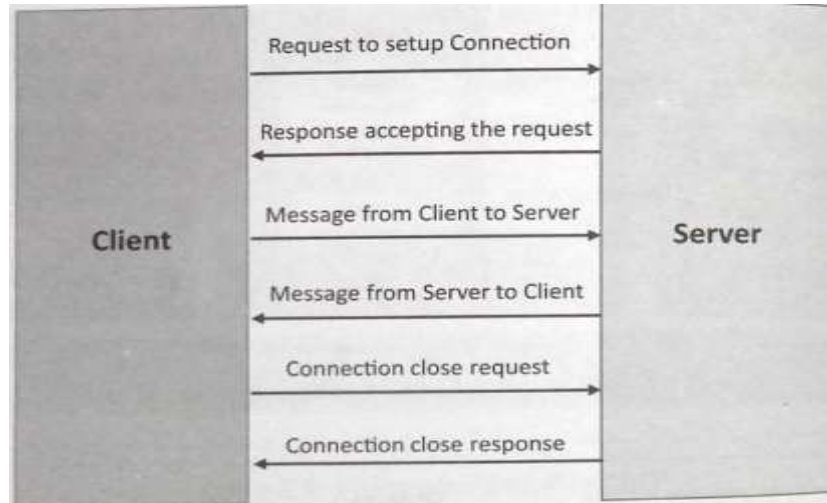 Request to setup Connection
Response accepting the request
Message from Client to Server
Client
Server
Message from Server to Client
Connection close request
Connection close response